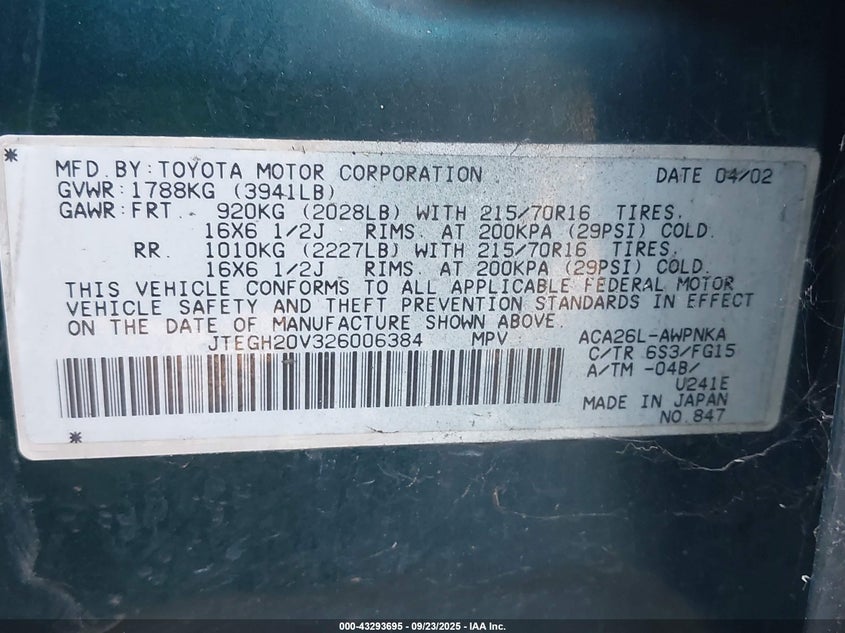 MFD.BY:TOYOTA MOTOR CORPORATION DATE 04/02
GVWR:1788KG (3941LB)
GAWR:FRT. 920KG (2028LB) WITH 215/70R16 TIRES,
16X6 1/2J RIMS. AT 200KPA (29PSI) COLD.
RR. 1010KG (2227LB) WITH 215/70R16 TIRES,
16X6 1/2J RIMS. AT 200KPA (29PSI) COLD.
THIS VEHICLE CONFORMS TO ALL APPLICABLE FEDERAL MOTOR
VEHICLE SAFETY AND THEFT PREVENTION STANDARDS IN EFFECT
ON THE DATE OF MANUFACTURE SHOWN ABOVE.
JTEGH20V326006384 MPV ACA26L-AWPNKA
C/TR 6S3/FG15
A/TM -04B/
U241E
MADE IN JAPAN
NO.847
000-43293695 - 09/23/2025 - IAA Inc.